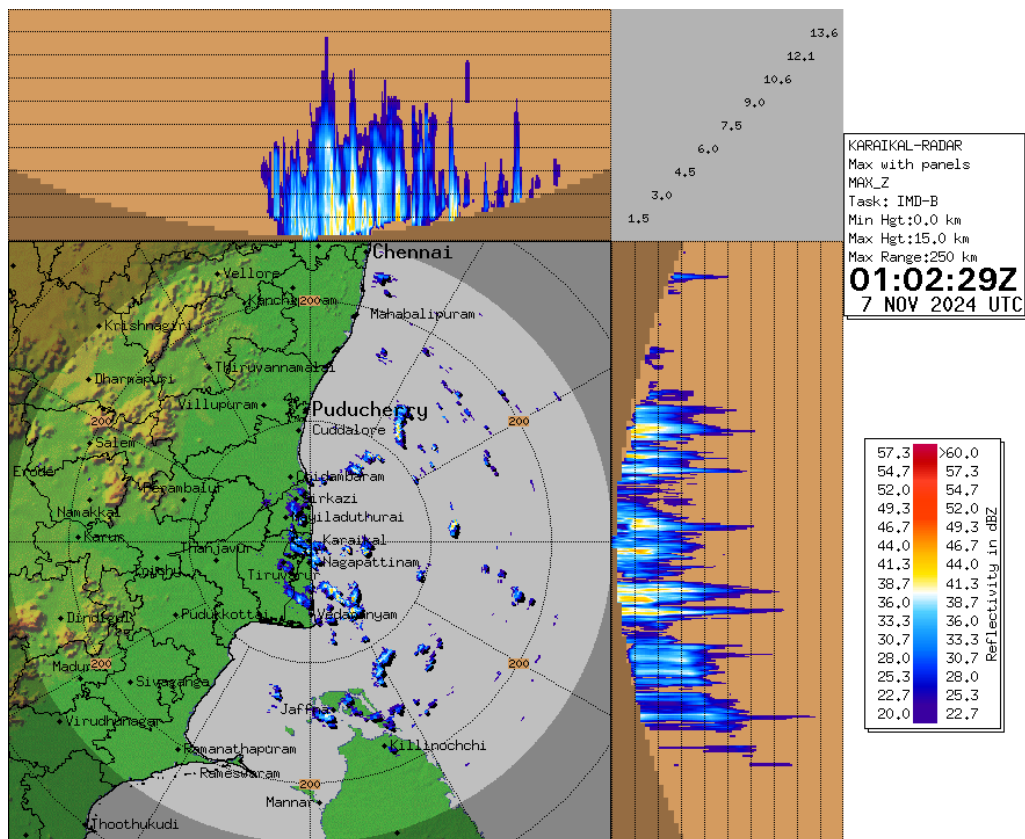 13.6
12.1
10.6
9.0
7.5
6.0
4.5
3.0
1.5
KARAIKAL-RADAR
Max with panels
MAX_Z
Task: IMD-B
Min Hgt:0.0 km
Max Hgt:15.0 km
Max Range:250 km
01:02:29Z
7 NOV 2024 UTC
Chennai
Vellore
200
Mahabalipuram
Krishnagiri
Thiruvannamalai
Dharmapuri
Villupuram
Puducherry
200
200
Cuddalore
Salem
Erode
Perambalur
Namakkal
Karur
Karaikal
Thanjavur
Nagapattinam
Tiruvarur
Pudukkottai
Vedaranyam
Dindigul
200
200
Sivaganga
Jaffna
Virudhunagar
Killinochchi
Ramanathapuram
Rameswaram
200
Mannar
Thoothukudi
57.3 >60.0
54.7 57.3
52.0 54.7
49.3 52.0
46.7 49.3
44.0 46.7
41.3 44.0
38.7 41.3
36.0 38.7
33.3 36.0
30.7 33.3
28.0 30.7
25.3 28.0
22.7 25.3
20.0 22.7
Reflectivity in dBZ